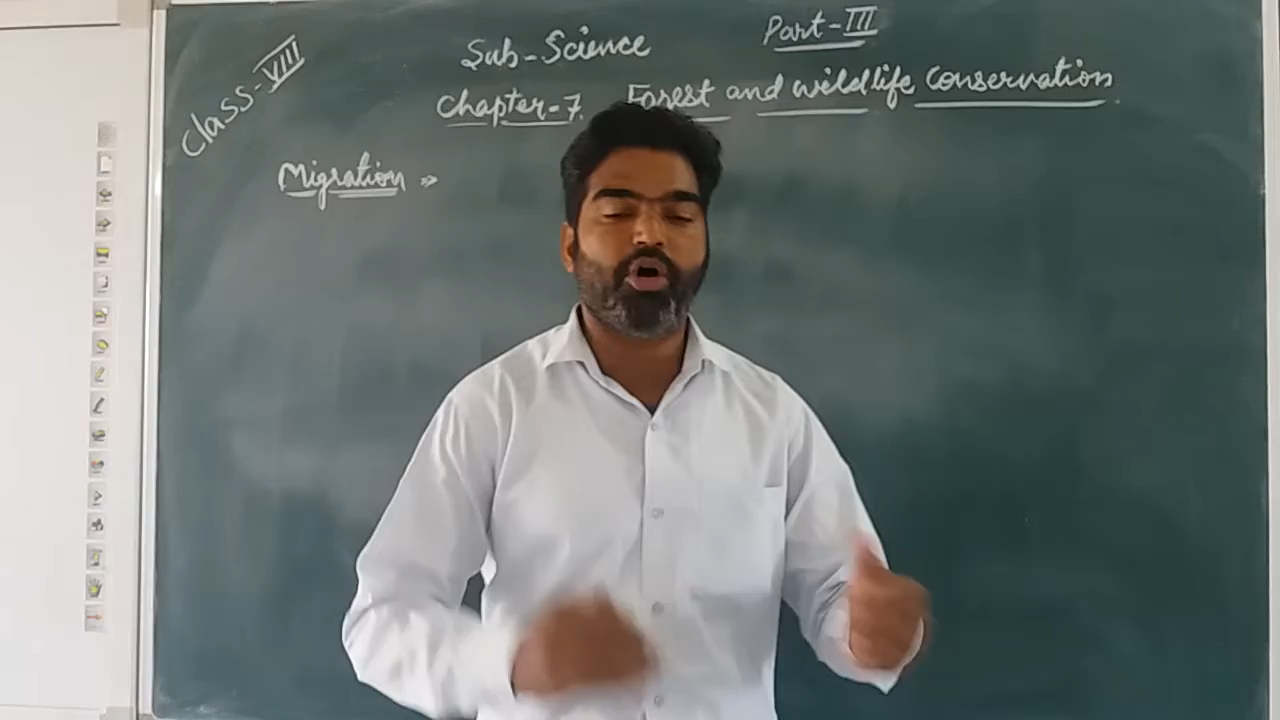 Class-VIII
Sub-Science
Part-III
Chapter-7. Forest and wildlife conservation
Migration ⇒